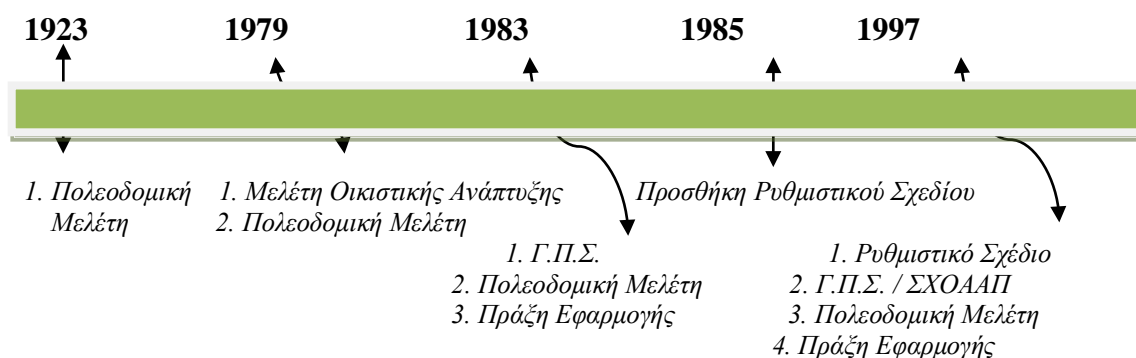 1923 1979 1983 1985 1997
1. Πολεοδομική
Μελέτη
1. Μελέτη Οικιστικής Ανάπτυξης
2. Πολεοδομική Μελέτη
1. Γ.Π.Σ.
2. Πολεοδομική Μελέτη
3. Πράξη Εφαρμογής
Προσθήκη Ρυθμιστικού Σχεδίου
1. Ρυθμιστικό Σχέδιο
2. Γ.Π.Σ. / ΣΧΟΑΑΠ
3. Πολεοδομική Μελέτη
4. Πράξη Εφαρμογής